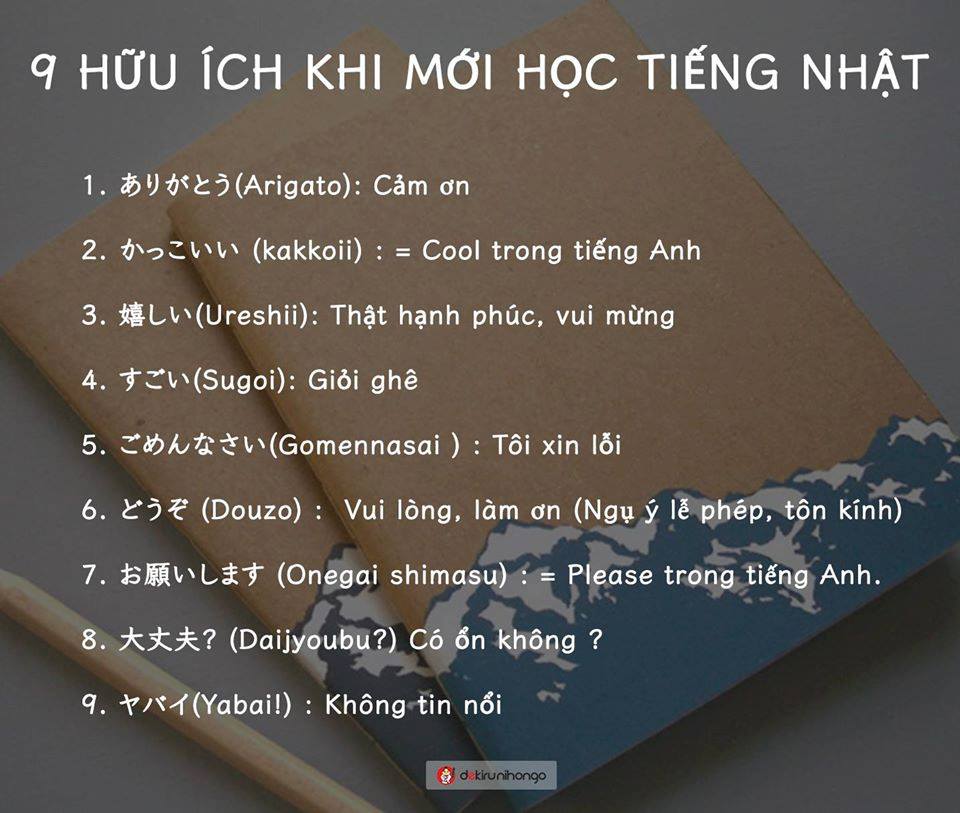 9 HỮU ÍCH KHI MỚI HỌC TIẾNG NHẬT
1. ありがとう(Arigato): Cảm ơn
2. かっこいい (kakkoii) : = Cool trong tiếng Anh
3. 嬉しい(Ureshii): Thật hạnh phúc, vui mừng
4. すごい(Sugoi): Giỏi ghê
5. ごめんなさい(Gomennasai ) : Tôi xin lỗi
6. どうぞ (Douzo) :  Vui lòng, làm ơn (Ngụ ý lễ phép, tôn kính)
7. お願いします (Onegai shimasu) : = Please trong tiếng Anh.
8. 大丈夫? (Daijyoubu?) Có ổn không ?
9. ヤバイ(Yabai!) : Không tin nổi
dekirunihongo